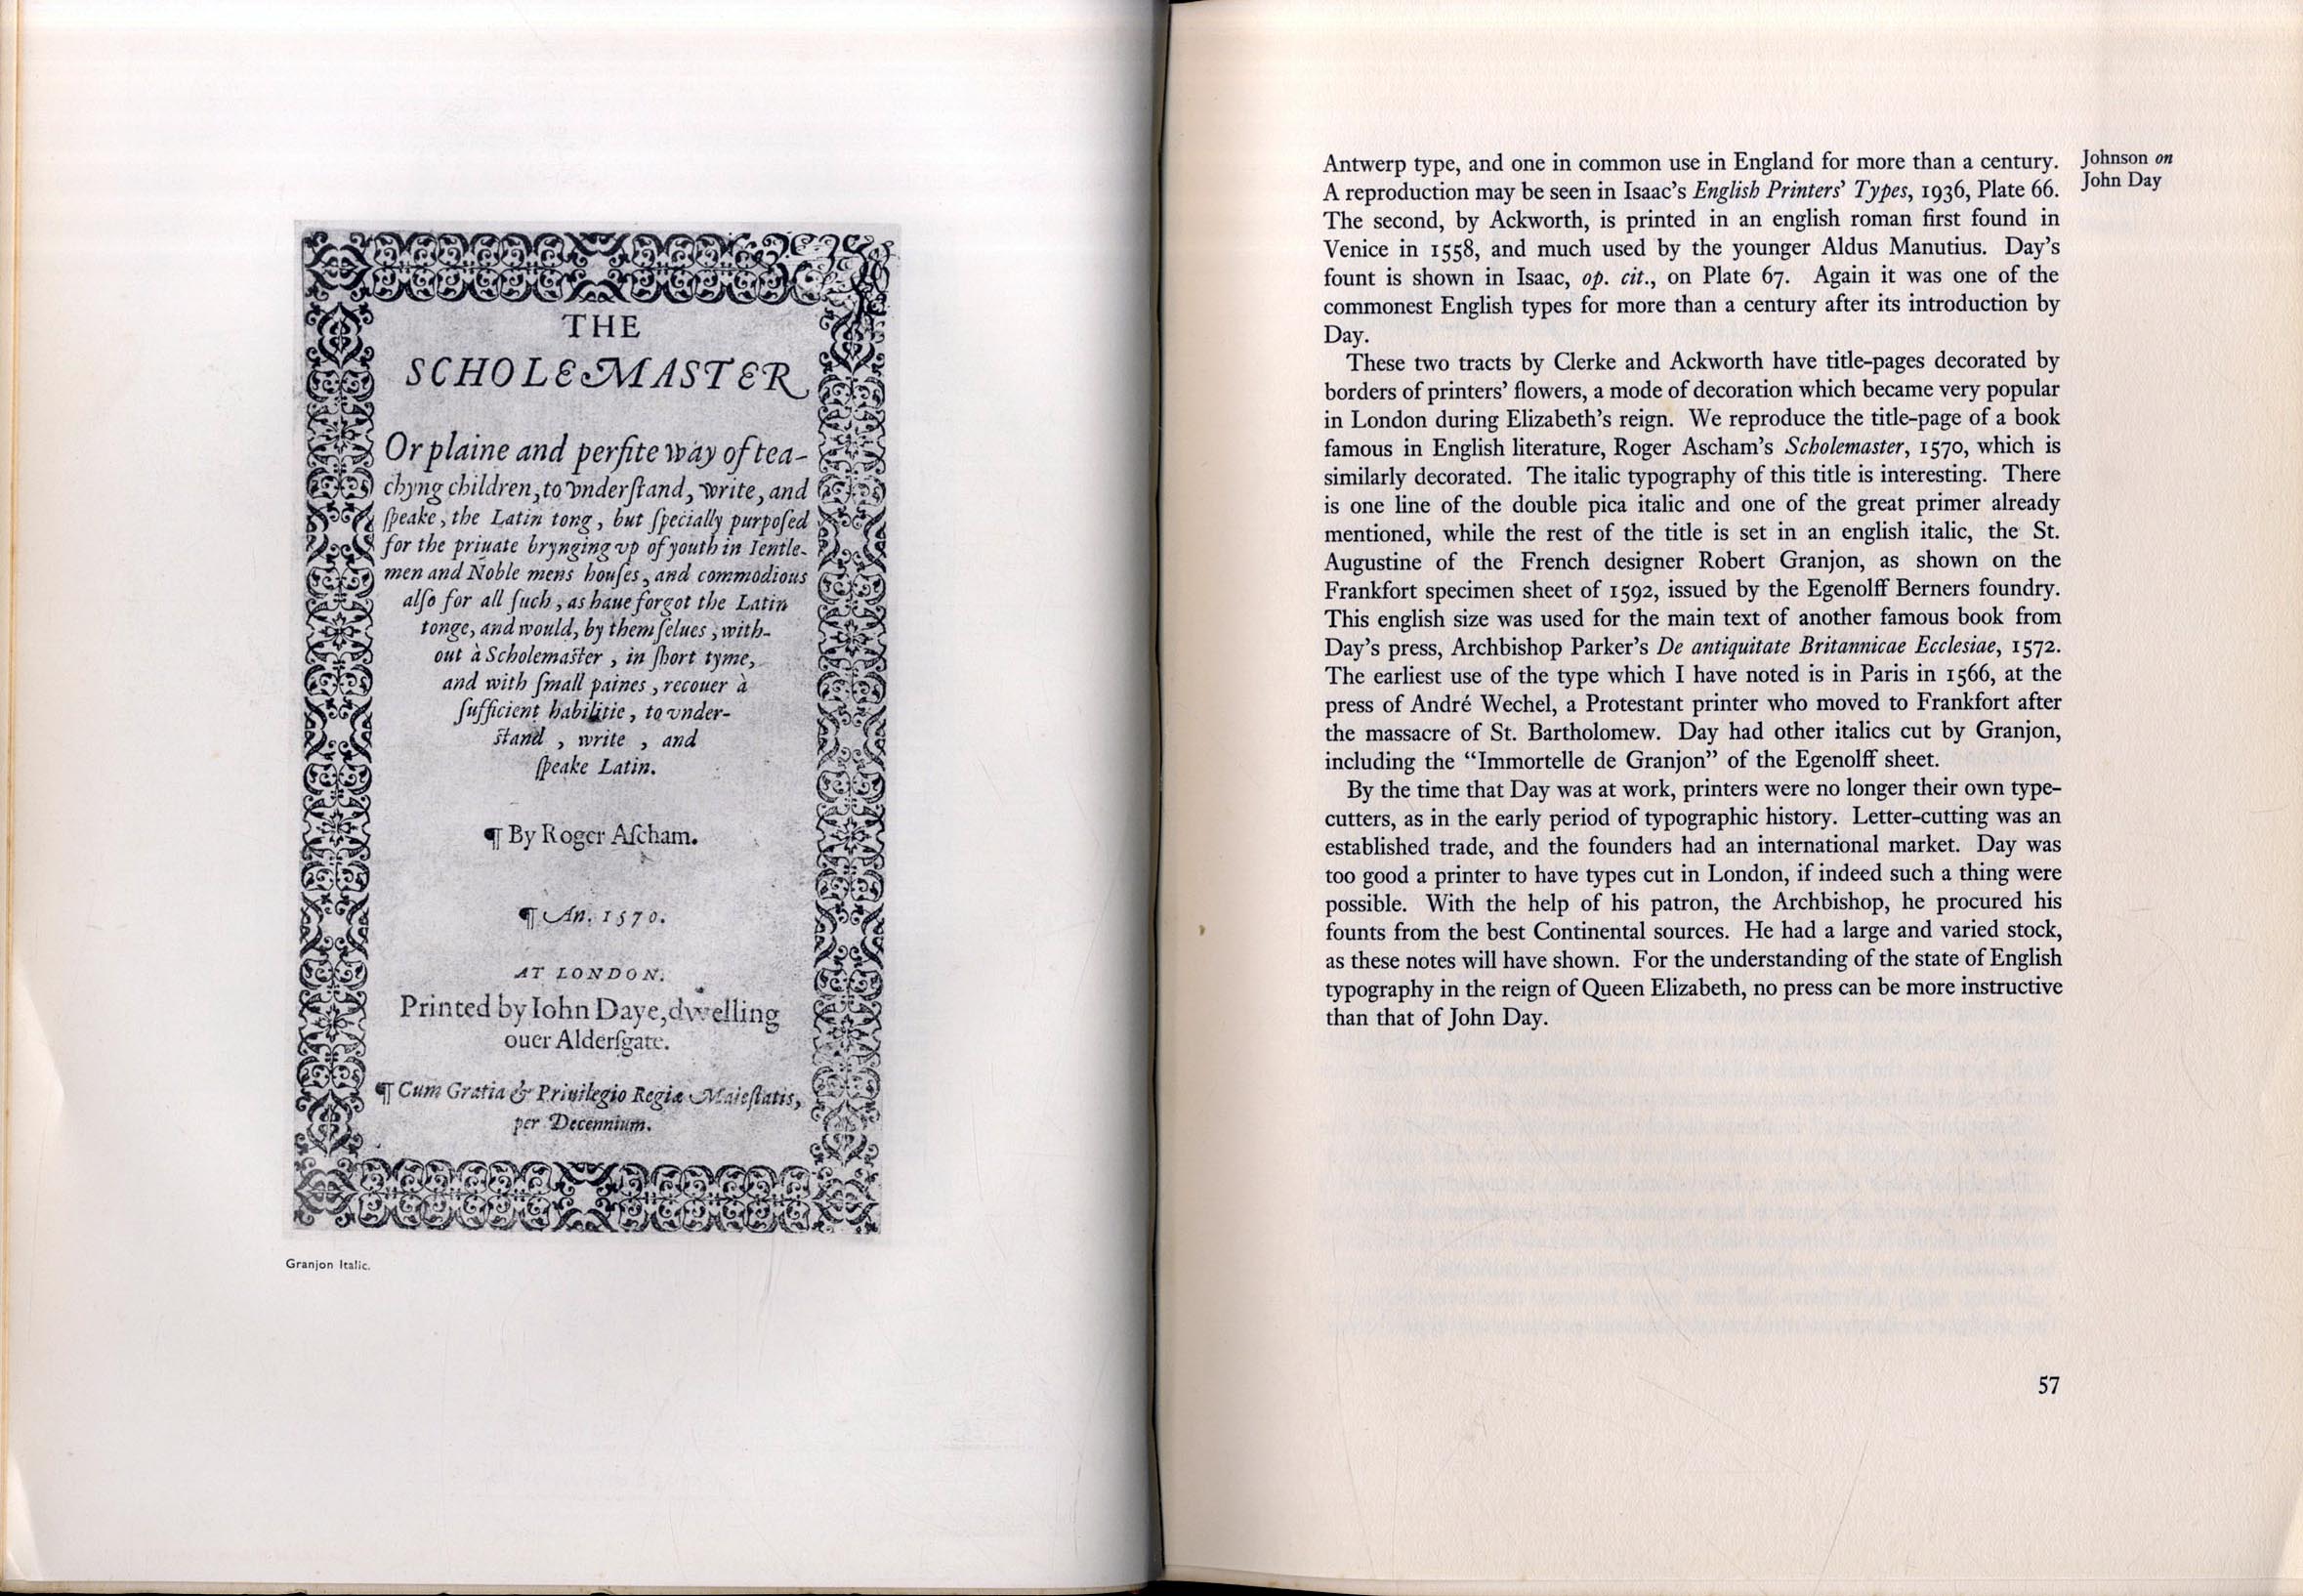 THE
SCHOLEMASTER
Or plaine and perfite way of tea-
chyng children, to vnderſtand, write, and
ſpeake, the Latin tong, but ſpecially purpoſed
for the priuate brynging vp of youth in Ientle-
men and Noble mens houſes, and commodious
alſo for all ſuch, as haue forgot the Latin
tonge, and would, by themſelues, with-
out à Scholemaſter, in ſhort tyme,
and with ſmall paines, recouer à
ſufficient habilitie, to vnder-
ſtand, write, and
ſpeake Latin.
¶ By Roger Aſcham.
¶ An. 1570.
AT LONDON.
Printed by Iohn Daye, dwelling
ouer Alderſgate.
¶ Cum Gratia & Priuilegio Regiæ Maieſtatis,
per Decennium.
Granjon Italic.
Johnson on
John Day
Antwerp type, and one in common use in England for more than a century.
A reproduction may be seen in Isaac's English Printers' Types, 1936, Plate 66.
The second, by Ackworth, is printed in an english roman first found in
Venice in 1558, and much used by the younger Aldus Manutius. Day's
fount is shown in Isaac, op. cit., on Plate 67. Again it was one of the
commonest English types for more than a century after its introduction by
Day.
These two tracts by Clerke and Ackworth have title-pages decorated by
borders of printers' flowers, a mode of decoration which became very popular
in London during Elizabeth's reign. We reproduce the title-page of a book
famous in English literature, Roger Ascham's Scholemaster, 1570, which is
similarly decorated. The italic typography of this title is interesting. There
is one line of the double pica italic and one of the great primer already
mentioned, while the rest of the title is set in an english italic, the St.
Augustine of the French designer Robert Granjon, as shown on the
Frankfort specimen sheet of 1592, issued by the Egenolff Berners foundry.
This english size was used for the main text of another famous book from
Day's press, Archbishop Parker's De antiquitate Britannicae Ecclesiae, 1572.
The earliest use of the type which I have noted is in Paris in 1566, at the
press of André Wechel, a Protestant printer who moved to Frankfort after
the massacre of St. Bartholomew. Day had other italics cut by Granjon,
including the "Immortelle de Granjon" of the Egenolff sheet.
By the time that Day was at work, printers were no longer their own type-
cutters, as in the early period of typographic history. Letter-cutting was an
established trade, and the founders had an international market. Day was
too good a printer to have types cut in London, if indeed such a thing were
possible. With the help of his patron, the Archbishop, he procured his
founts from the best Continental sources. He had a large and varied stock,
as these notes will have shown. For the understanding of the state of English
typography in the reign of Queen Elizabeth, no press can be more instructive
than that of John Day.
57